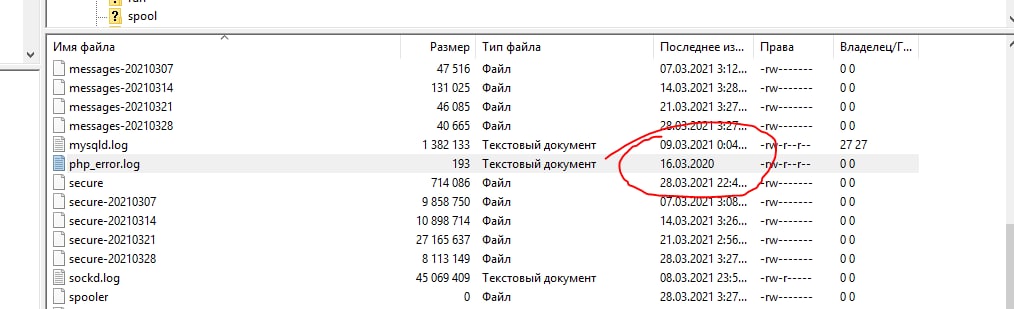 spool
Имя файла Размер Тип файла Последнее из... Права Владелец/Г...
messages-20210307 47 516 Файл 07.03.2021 3:12... -rw------- 0 0
messages-20210314 131 025 Файл 14.03.2021 3:28... -rw------- 0 0
messages-20210321 46 085 Файл 21.03.2021 3:27... -rw------- 0 0
messages-20210328 40 665 Файл 28.03.2021 3:27... -rw------- 0 0
mysqld.log 1 382 133 Текстовый документ 09.03.2021 0:04... -rw-r--r-- 27 27
php_error.log 193 Текстовый документ 16.03.2020 -rw-r--r-- 0 0
secure 714 086 Файл 28.03.2021 22:4... -rw------- 0 0
secure-20210307 9 858 750 Файл 07.03.2021 3:08... -rw------- 0 0
secure-20210314 10 898 714 Файл 14.03.2021 3:26... -rw------- 0 0
secure-20210321 27 165 637 Файл 21.03.2021 2:56... -rw------- 0 0
secure-20210328 8 113 149 Файл 28.03.2021 3:27... -rw------- 0 0
sockd.log 45 069 409 Текстовый документ 08.03.2021 23:5... -rw-r----- 0 0
spooler 0 Файл 28.03.2021 3:27... -rw------- 0 0